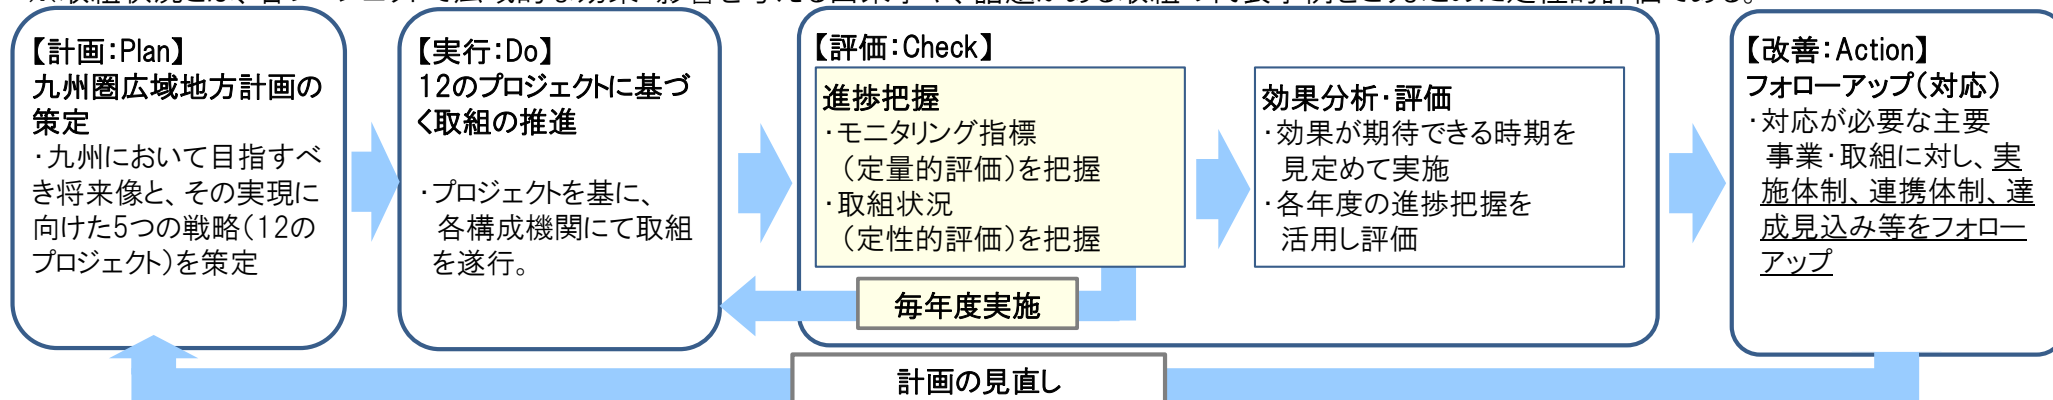 【計画:Plan】
九州圏広域地方計画の
策定
・九州において目指すべ
き将来像と、その実現に
向けた5つの戦略(12の
プロジェクト)を策定
【実行:Do】
12のプロジェクトに基づ
く取組の推進
・プロジェクトを基に、
各構成機関にて取組
を遂行。
【評価:Check】
進捗把握
・モニタリング指標
(定量的評価)を把握
・取組状況
(定性的評価)を把握
毎年度実施
効果分析・評価
・効果が期待できる時期を
見定めて実施
・各年度の進捗把握を
活用し評価
【改善:Action】
フォローアップ(対応)
・対応が必要な主要
事業・取組に対し、実
施体制、連携体制、達
成見込み等をフォロー
アップ
計画の見直し